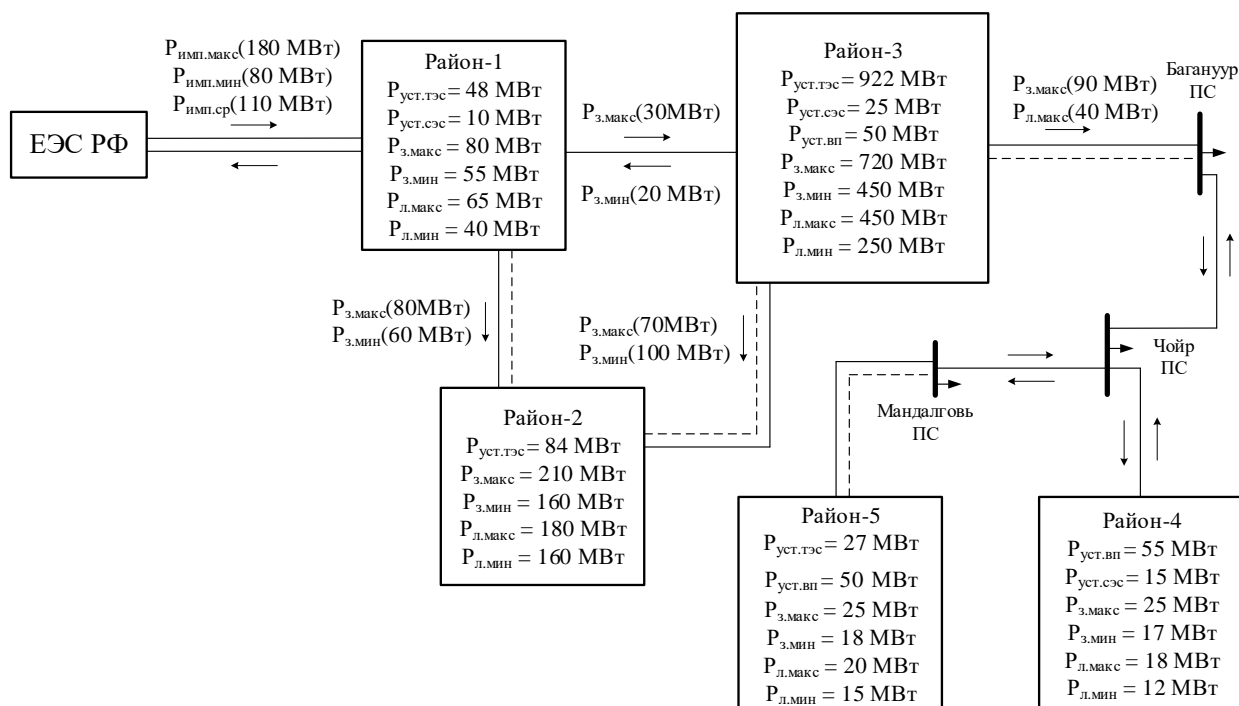 Pимп.макс(180 МВт)
Pимп.мин(80 МВт)
Pимп.ср(110 МВт)
ЕЭС РФ
Район-1
Pуст.тэс= 48 МВт
Pуст.сэс= 10 МВт
Pз.макс= 80 МВт
Pз.мин = 55 МВт
Pл.макс= 65 МВт
Pл.мин = 40 МВт
Pз.макс(30МВт)
Pз.мин(20 МВт)
Район-3
Pуст.тэс= 922 МВт
Pуст.сэс= 25 МВт
Pуст.вп= 50 МВт
Pз.макс= 720 МВт
Pз.мин = 450 МВт
Pл.макс= 450 МВт
Pл.мин = 250 МВт
Pз.макс(90 МВт)
Pл.макс(40 МВт)
Багануур
ПС
Pз.макс(80МВт)
Pз.мин(60 МВт)
Pз.макс(70МВт)
Pз.мин(100 МВт)
Чойр
ПС
Мандалговь
ПС
Район-2
Pуст.тэс= 84 МВт
Pз.макс = 210 МВт
Pз.мин = 160 МВт
Pл.макс = 180 МВт
Pл.мин = 160 МВт
Район-5
Pуст.тэс = 27 МВт
Pуст.вп = 50 МВт
Pз.макс = 25 МВт
Pз.мин = 18 МВт
Pл.макс = 20 МВт
Pл.мин = 15 МВт
Район-4
Pуст.вп = 55 МВт
Pуст.сэс = 15 МВт
Pз.макс = 25 МВт
Pз.мин = 17 МВт
Pл.макс = 18 МВт
Pл.мин = 12 МВт